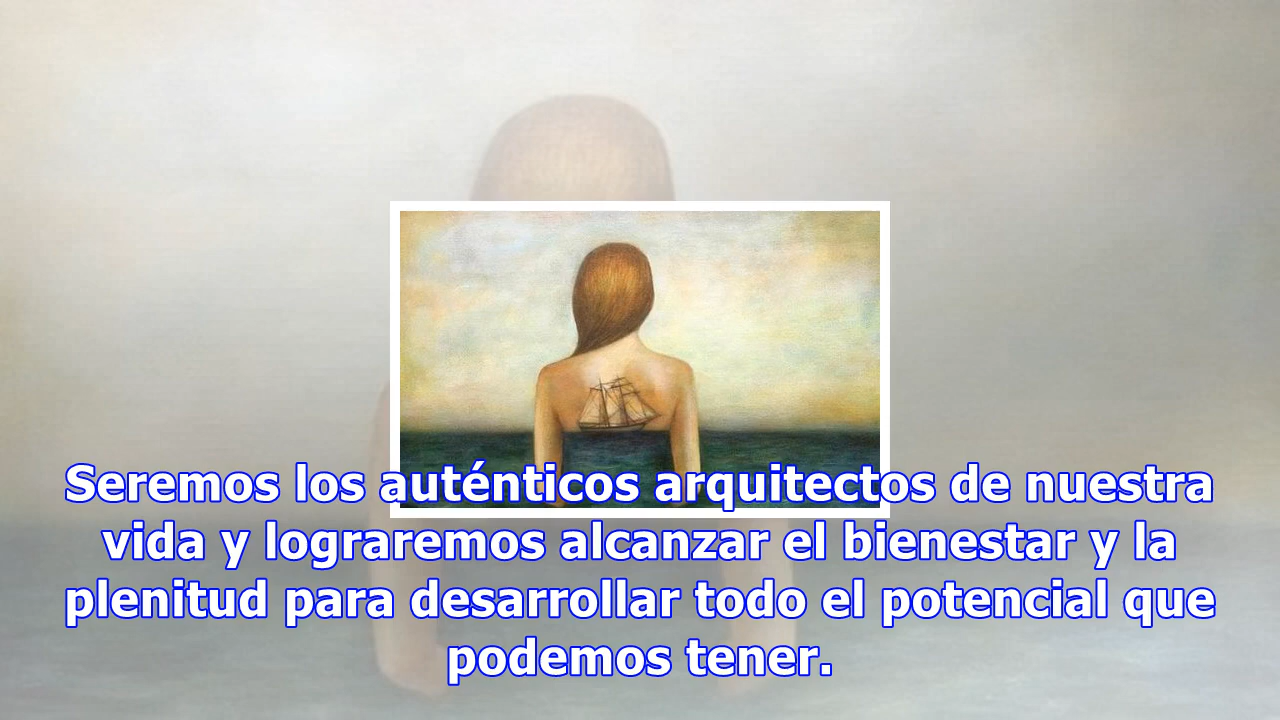 Seremos los auténticos arquitectos de nuestra
vida y lograremos alcanzar el bienestar y la
plenitud para desarrollar todo el potencial que
podemos tener.